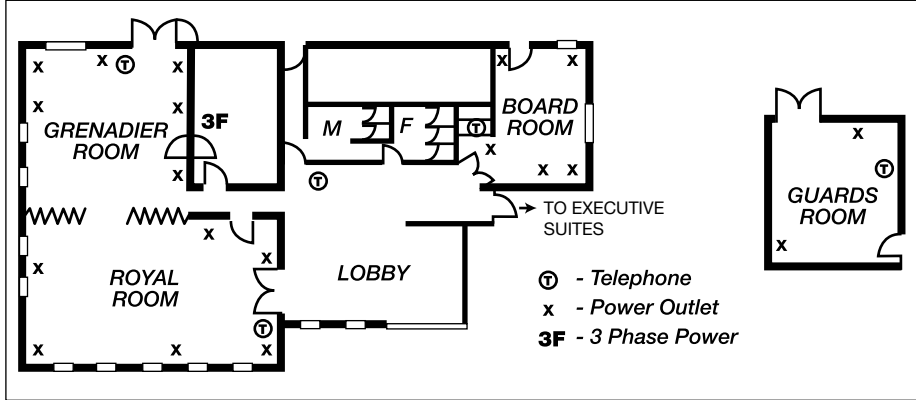 GRENADIER
ROOM
3F
M
F
BOARD
ROOM
T
T
T
T
T
GUARDS
ROOM
TO EXECUTIVE
SUITES
ROYAL
ROOM
LOBBY
T - Telephone
x - Power Outlet
3F - 3 Phase Power